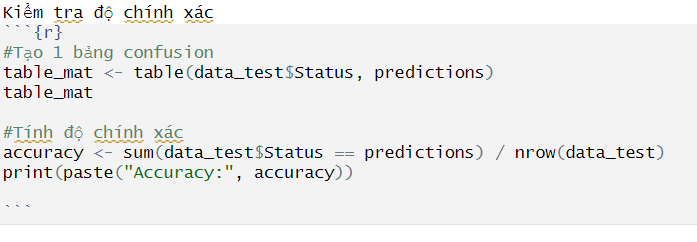 Kiểm tra độ chính xác
```{r}
#Tạo 1 bảng confusion
table_mat <- table(data_test$Status, predictions)
table_mat
#Tính độ chính xác
accuracy <- sum(data_test$Status == predictions) / nrow(data_test)
print(paste("Accuracy:", accuracy))
```